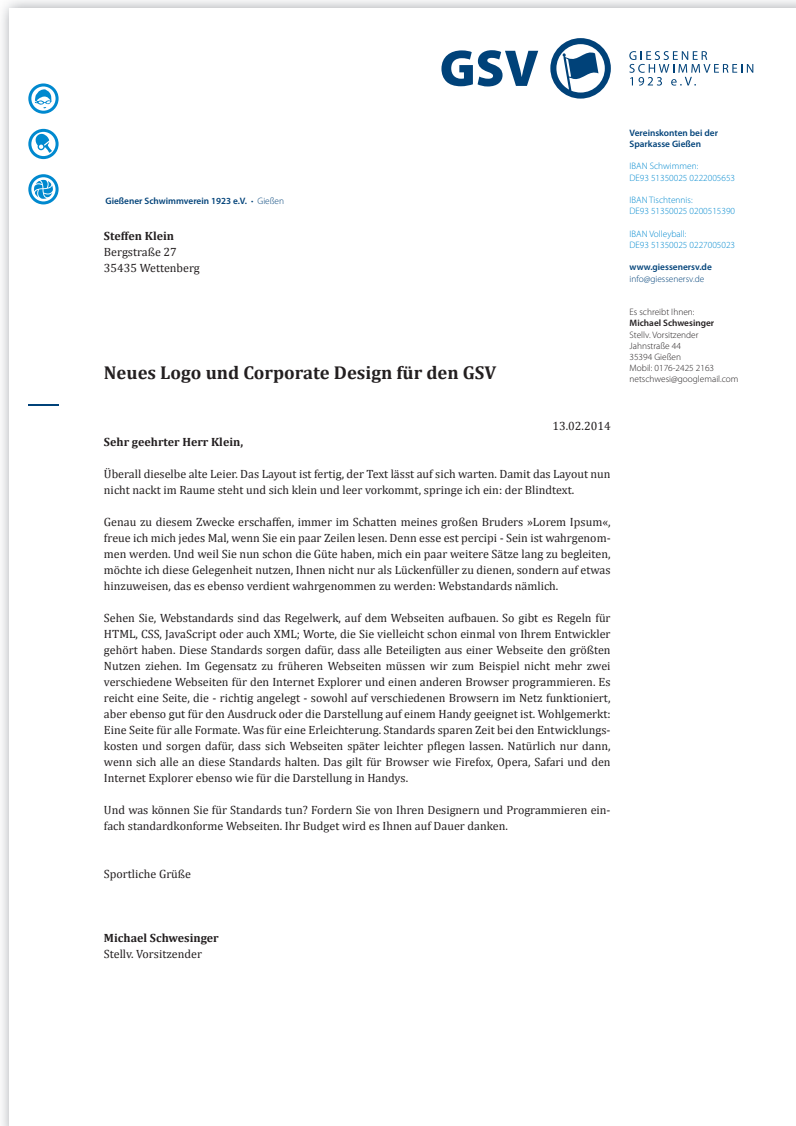 GSV
GIESSENER
SCHWIMMVEREIN
1923 e.V.
Vereinskonten bei der
Sparkasse Gießen
IBAN Schwimmen:
DE93 51350025 0222005653
IBAN Tischtennis:
DE93 51350025 0200515390
IBAN Volleyball:
DE93 51350025 0227005023
www.giessenersv.de
info@giessenersv.de
Es schreibt Ihnen:
Michael Schwesinger
Stellv. Vorsitzender
Jahnstraße 44
35394 Gießen
Mobil: 0176-2425 2163
netschwesi@googlemail.com
Gießener Schwimmverein 1923 e.V. • Gießen
Steffen Klein
Bergstraße 27
35435 Wettenberg
Neues Logo und Corporate Design für den GSV
13.02.2014
Sehr geehrter Herr Klein,
Überall dieselbe alte Leier. Das Layout ist fertig, der Text lässt auf sich warten. Damit das Layout nun
nicht nackt im Raume steht und sich klein und leer vorkommt, springe ich ein: der Blindtext.
Genau zu diesem Zwecke erschaffen, immer im Schatten meines großen Bruders »Lorem Ipsum«,
freue ich mich jedes Mal, wenn Sie ein paar Zeilen lesen. Denn esse est percipi - Sein ist wahrgenom-
men werden. Und weil Sie nun schon die Güte haben, mich ein paar weitere Sätze lang zu begleiten,
möchte ich diese Gelegenheit nutzen, Ihnen nicht nur als Lückenfüller zu dienen, sondern auf etwas
hinzuweisen, das es ebenso verdient wahrgenommen zu werden: Webstandards nämlich.
Sehen Sie, Webstandards sind das Regelwerk, auf dem Webseiten aufbauen. So gibt es Regeln für
HTML, CSS, JavaScript oder auch XML; Worte, die Sie vielleicht schon einmal von Ihrem Entwickler
gehört haben. Diese Standards sorgen dafür, dass alle Beteiligten aus einer Webseite den größten
Nutzen ziehen. Im Gegensatz zu früheren Webseiten müssen wir zum Beispiel nicht mehr zwei
verschiedene Webseiten für den Internet Explorer und einen anderen Browser programmieren. Es
reicht eine Seite, die - richtig angelegt - sowohl auf verschiedenen Browsern im Netz funktioniert,
aber ebenso gut für den Ausdruck oder die Darstellung auf einem Handy geeignet ist. Wohlgemerkt:
Eine Seite für alle Formate. Was für eine Erleichterung. Standards sparen Zeit bei den Entwicklungs-
kosten und sorgen dafür, dass sich Webseiten später leichter pflegen lassen. Natürlich nur dann,
wenn sich alle an diese Standards halten. Das gilt für Browser wie Firefox, Opera, Safari und den
Internet Explorer ebenso wie für die Darstellung in Handys.
Und was können Sie für Standards tun? Fordern Sie von Ihren Designern und Programmieren ein-
fach standardkonforme Webseiten. Ihr Budget wird es Ihnen auf Dauer danken.
Sportliche Grüße
Michael Schwesinger
Stellv. Vorsitzender